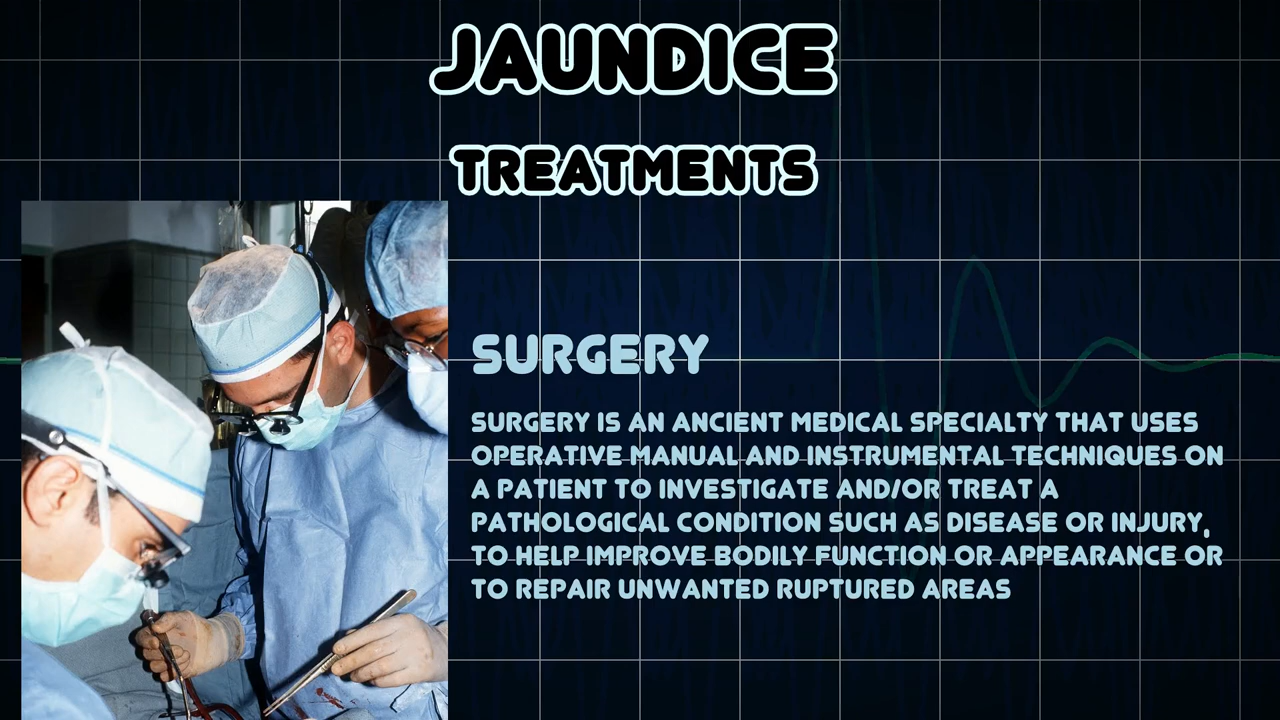 JAUNDICE
TREATMENTS
SURGERY
SURGERY IS AN ANCIENT MEDICAL SPECIALTY THAT USES
OPERATIVE MANUAL AND INSTRUMENTAL TECHNIQUES ON
A PATIENT TO INVESTIGATE AND/OR TREAT A
PATHOLOGICAL CONDITION SUCH AS DISEASE OR INJURY,
TO HELP IMPROVE BODILY FUNCTION OR APPEARANCE OR
TO REPAIR UNWANTED RUPTURED AREAS